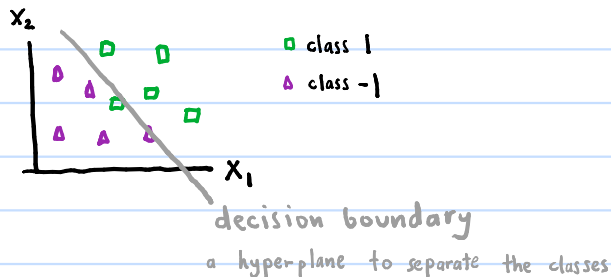 X₂
class 1
class -1
X₁
decision boundary
a hyperplane to separate the classes